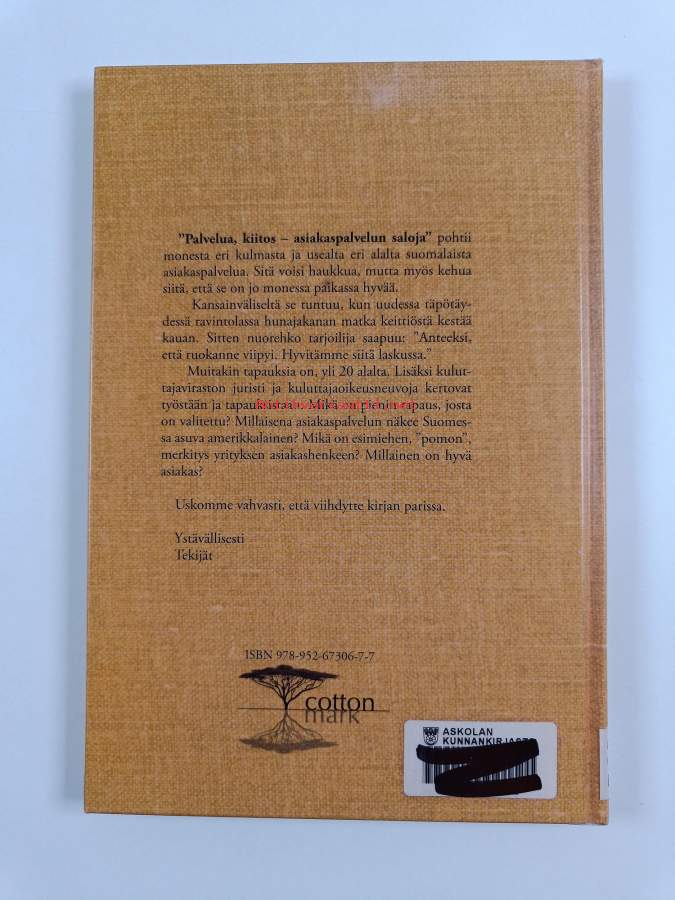 ”Palvelua, kiitos – asiakaspalvelun saloja” pohtii
monesta eri kulmasta ja usealta eri alalta suomalaista
asiakaspalvelua. Sitä voisi haukkua, mutta myös kehua
siitä, että se on jo monessa paikassa hyvää.
Kansainväliseltä se tuntuu, kun uudessa täpötäy-
dessä ravintolassa hunajakanan matka keittiöstä kestää
kauan. Sitten nuorehko tarjoilija saapuu: ”Anteeksi,
että ruokanne viipyi. Hyvitämme siitä laskussa.”
Muitakin tapauksia on, yli 20 alalta. Lisäksi kulut-
tajaviraston juristi ja kuluttajaoikeusneuvoja kertovat
työstään ja tapauksistaan. Mikä on pienin tapaus, josta
on valitettu? Millaisena asiakaspalvelun näkee Suomes-
sa asuva amerikkalainen? Mikä on esimiehen, ”pomon”,
merkitys yrityksen asiakashenkeen? Millainen on hyvä
asiakas?
Uskomme vahvasti, että viihdytte kirjan parissa.
Ystävällisesti
Tekijät
ISBN 978-952-67306-7-7
cotton
mark
ASKOLAN